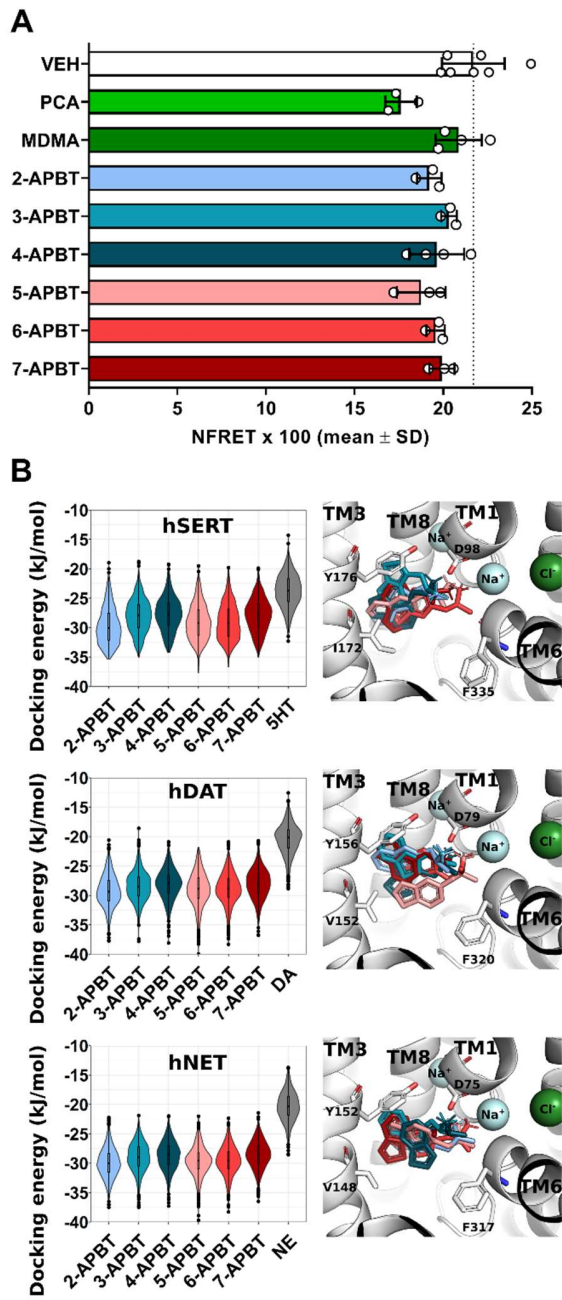 A
VEH
PCA
MDMA
2-APBT
3-APBT
4-APBT
5-APBT
6-APBT
7-APBT
0 5 10 15 20 25
NFRET x 100 (mean ± SD)
B
Docking energy (kJ/mol)
-10
-15
-20
-25
-30
-35
-40
hSERT
2-APBT 3-APBT 4-APBT 5-APBT 6-APBT 7-APBT 5HT
TM3 TM8 TM1
Na⁺
D98
Y176
Na⁺
Cl⁻
I172
TM6
F335
Docking energy (kJ/mol)
-10
-15
-20
-25
-30
-35
-40
hDAT
2-APBT 3-APBT 4-APBT 5-APBT 6-APBT 7-APBT DA
TM3 TM8 TM1
Na⁺
D79
Y156
Na⁺
Cl⁻
V152
TM6
F320
Docking energy (kJ/mol)
-10
-15
-20
-25
-30
-35
-40
hNET
2-APBT 3-APBT 4-APBT 5-APBT 6-APBT 7-APBT NE
TM3 TM8 TM1
Na⁺
D75
Y152
Na⁺
Cl⁻
V148
TM6
F317